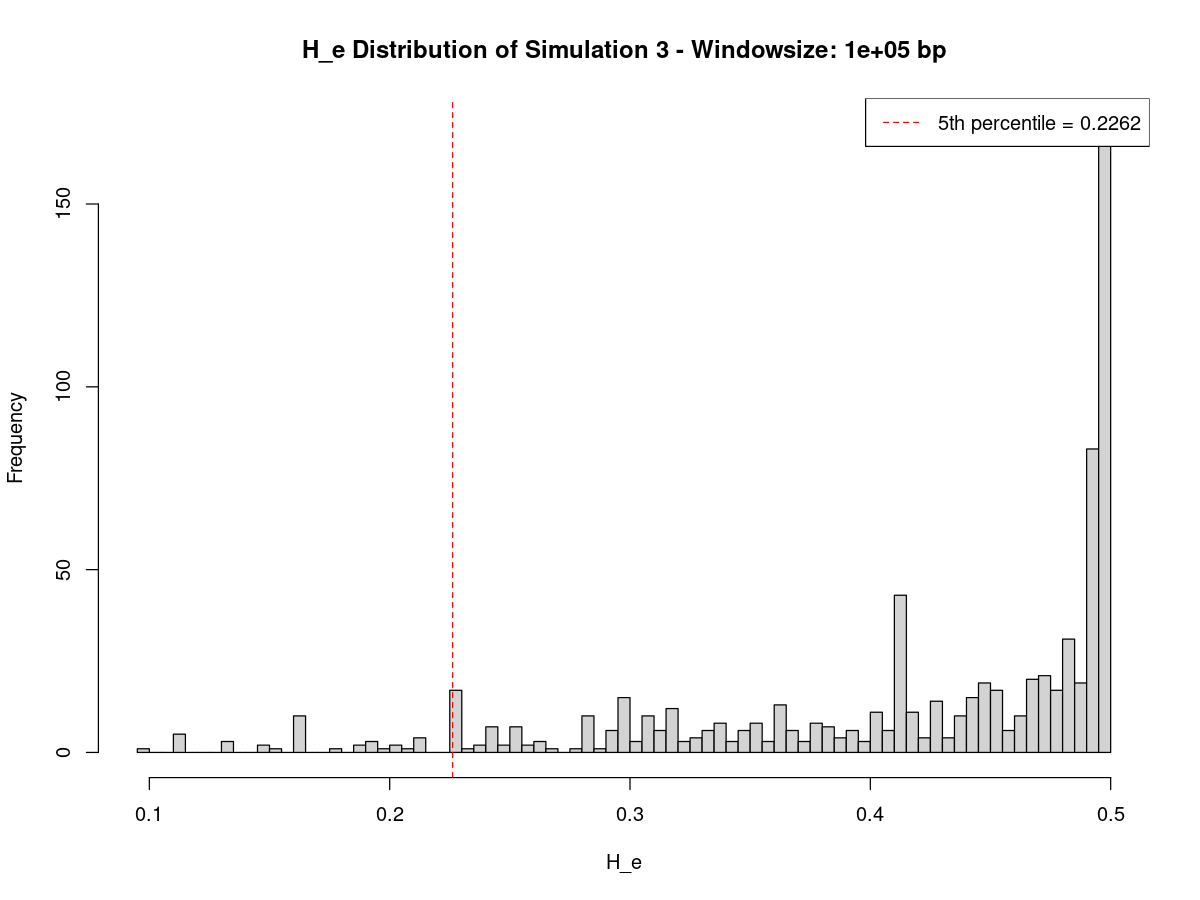 H_e Distribution of Simulation 3 - Windowsize: 1e+05 bp
5th percentile = 0.2262
Frequency
150
100
50
0
0.1 0.2 0.3 0.4 0.5
H_e